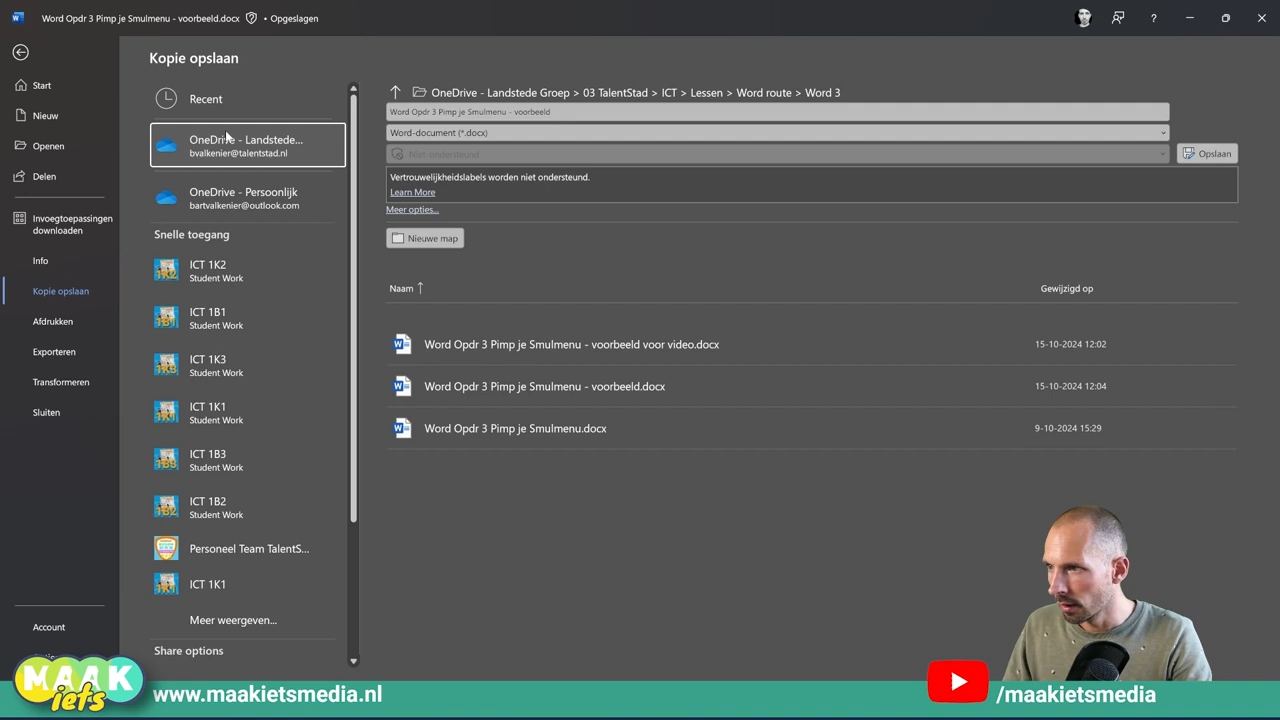 Word Opdr 3 Pimp je Smulmenu - voorbeeld.docx • Opgeslagen
Start
Nieuw
Openen
Delen
Invoegtoepassingen
downloaden
Info
Kopie opslaan
Afdrukken
Exporteren
Transformeren
Sluiten
Account
Kopie opslaan
Recent
OneDrive - Landstede...
bvalkenier@talentstad.nl
OneDrive - Persoonlijk
bartvalkenier@outlook.com
Snelle toegang
ICT 1K2
Student Work
ICT 1B1
Student Work
ICT 1K3
Student Work
ICT 1K1
Student Work
ICT 1B3
Student Work
ICT 1B2
Student Work
Personeel Team TalentS...
ICT 1K1
Meer weergeven...
Share options
OneDrive - Landstede Groep > 03 TalentStad > ICT > Lessen > Word route > Word 3
Word Opdr 3 Pimp je Smulmenu - voorbeeld
Word-document (*.docx)
Niet-ondersteund
Opslaan
Vertrouwelijkheidslabels worden niet ondersteund.
Learn More
Meer opties...
Nieuwe map
Naam ↑ Gewijzigd op
Word Opdr 3 Pimp je Smulmenu - voorbeeld voor video.docx 15-10-2024 12:02
Word Opdr 3 Pimp je Smulmenu - voorbeeld.docx 15-10-2024 12:04
Word Opdr 3 Pimp je Smulmenu.docx 9-10-2024 15:29
MAAK
iets
www.maakietsmedia.nl
/maakietsmedia